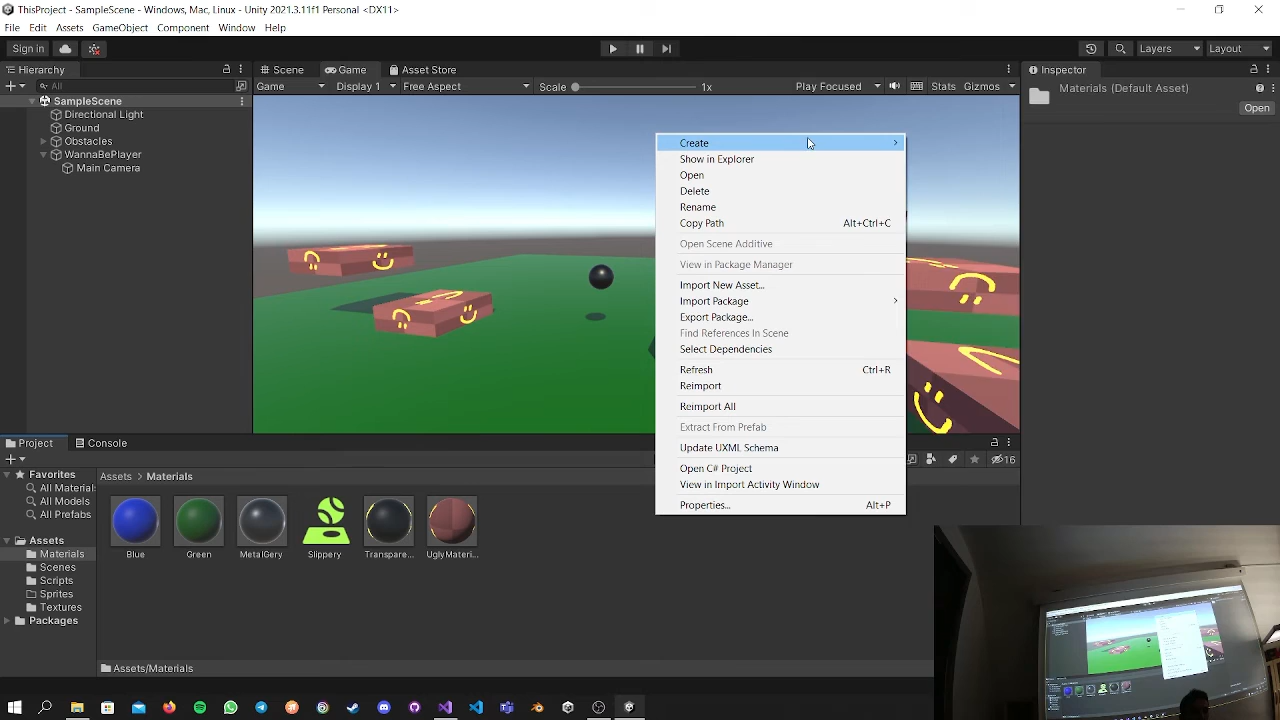 ThisProject - SampleScene - Windows, Mac, Linux - Unity 2021.3.11f1 Personal <DX11>
File Edit Assets GameObject Component Window Help
Sign in
Layers
Layout
Hierarchy
All
SampleScene
Directional Light
Ground
Obstacles
WannaBePlayer
Main Camera
Scene
Game
Asset Store
Game
Display 1
Free Aspect
Scale
1x
Play Focused
Stats
Gizmos
Inspector
Materials (Default Asset)
Open
Create
Show in Explorer
Open
Delete
Rename
Copy Path Alt+Ctrl+C
Open Scene Additive
View in Package Manager
Import New Asset...
Import Package
Export Package...
Find References In Scene
Select Dependencies
Refresh Ctrl+R
Reimport
Reimport All
Extract From Prefab
Update UXML Schema
Open C# Project
View in Import Activity Window
Properties... Alt+P
Project
Console
16
Favorites
All Material
All Models
All Prefabs
Assets
Materials
Scenes
Scripts
Sprites
Textures
Packages
Assets > Materials
Blue
Green
MetalGery
Slippery
Transpare...
UglyMateri...
Assets/Materials